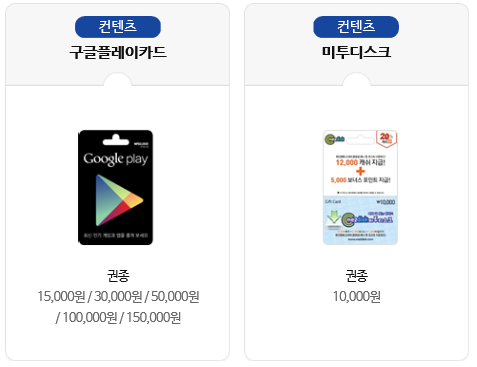 컨텐츠
구글플레이카드
Google play
권종
15,000원 / 30,000원 / 50,000원
/ 100,000원 / 150,000원
컨텐츠
미투디스크
20%
12,000 캐쉬 지급!
+
5,000 보너스 포인트 지급!
Gift Card
₩10,000
권종
10,000원